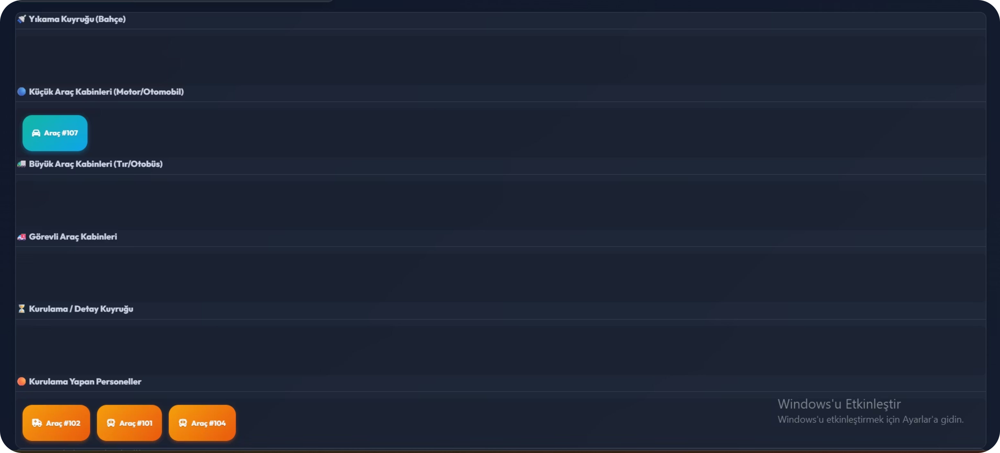 Yıkama Kuyruğu (Bahçe)
Küçük Araç Kabinleri (Motor/Otomobil)
Araç #107
Büyük Araç Kabinleri (Tır/Otobüs)
Görevli Araç Kabinleri
Kurulama / Detay Kuyruğu
Kurulama Yapan Personeller
Araç #102
Araç #101
Araç #104
Windows'u Etkinleştir
Windows'u etkinleştirmek için Ayarlar'a gidin.